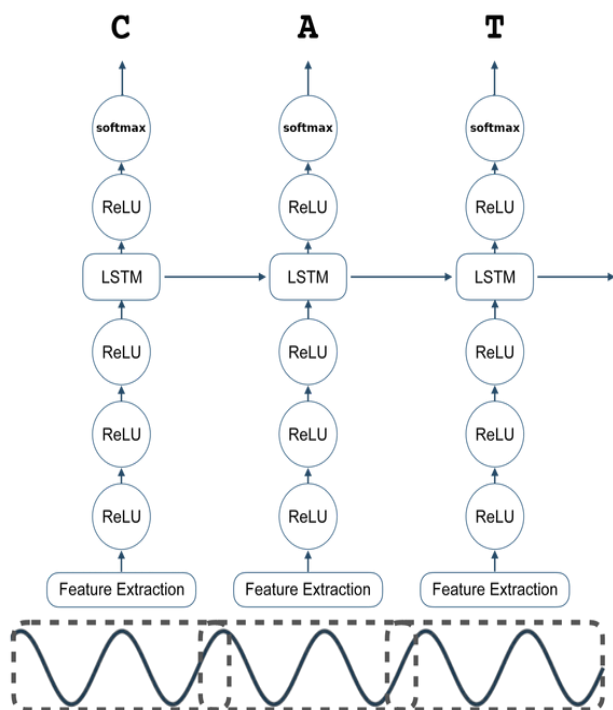 C A T
softmax softmax softmax
ReLU ReLU ReLU
LSTM LSTM LSTM
ReLU ReLU ReLU
ReLU ReLU ReLU
ReLU ReLU ReLU
Feature Extraction Feature Extraction Feature Extraction